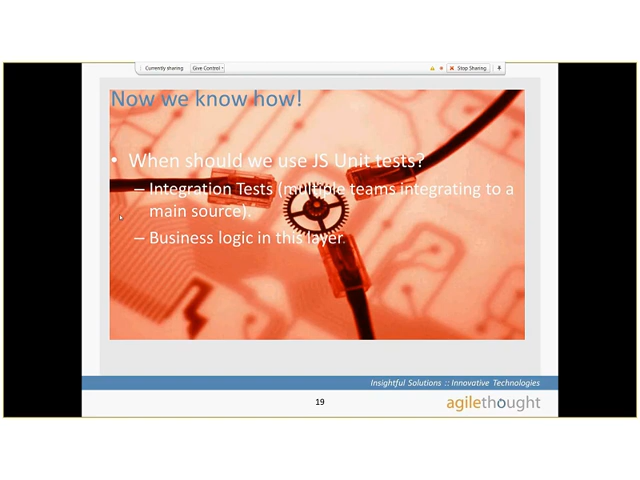 Currently sharing Give Control Stop Sharing
Now we know how!
• When should we use JS Unit tests?
– Integration Tests (multiple teams integrating to a
main source).
– Business logic in this layer.
Insightful Solutions :: Innovative Technologies
19
agilethought